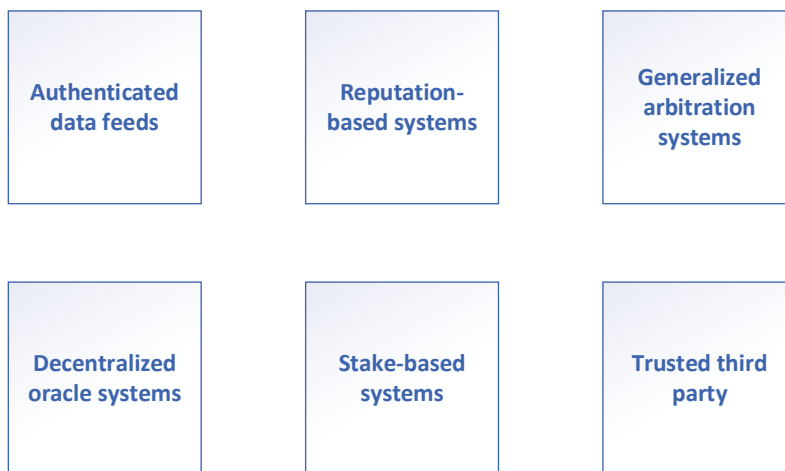 Authenticated
data feeds
Reputation-
based systems
Generalized
arbitration
systems
Decentralized
oracle systems
Stake-based
systems
Trusted third
party